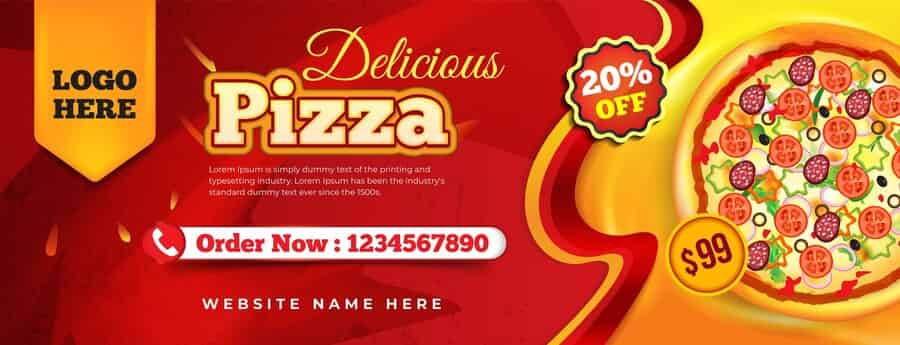 LOGO
HERE
Delicious
Pizza
Lorem Ipsum is simply dummy text of the printing and
typesetting industry. Lorem Ipsum has been the industry's
standard dummy text ever since the 1500s.
Order Now : 1234567890
WEBSITE NAME HERE
20%
OFF
$99